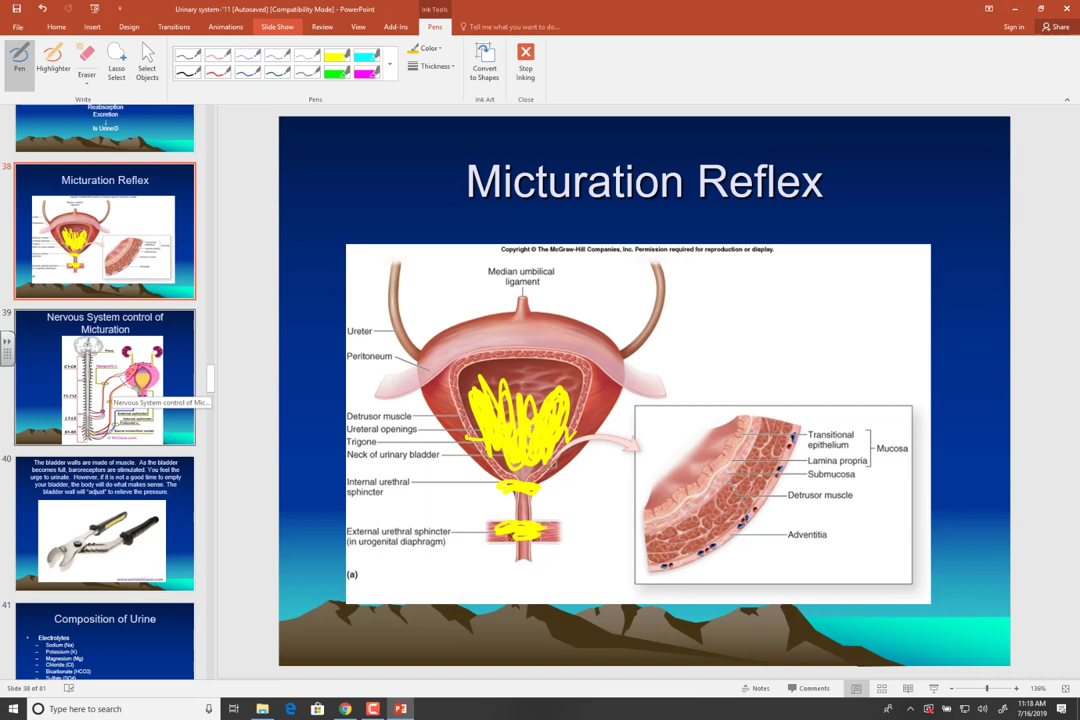 Urinary system-'11 [Autosaved] [Compatibility Mode] - PowerPoint
Ink Tools
File Home Insert Design Transitions Animations Slide Show Review View Add-Ins Pens Tell me what you want to do...
Sign in Share
Pen Highlighter Eraser Lasso Select Select Objects
Color
Thickness
Convert to Shapes
Stop Inking
Write Pens Ink Art Close
Reabsorption
Excretion
Is Urine
38
Micturation Reflex
39
Nervous System control of
Micturation
Nervous System control of Mic...
40
The bladder walls are made of muscle. As the bladder
becomes full, baroreceptors are stimulated. You feel the
urge to urinate. However, if it is not a good time to empty
your bladder, the body will do what makes sense. The
bladder wall will "adjust" to relieve the pressure.
41
Composition of Urine
• Electrolytes
– Sodium (Na)
– Potassium (K)
– Magnesium (Mg)
– Chloride (Cl)
– Bicarbonate (HCO3)
– Sulfate (SO4)
Micturation Reflex
Copyright © The McGraw-Hill Companies, Inc. Permission required for reproduction or display.
Median umbilical
ligament
Ureter
Peritoneum
Detrusor muscle
Ureteral openings
Trigone
Neck of urinary bladder
Internal urethral
sphincter
External urethral sphincter
(in urogenital diaphragm)
(a)
Transitional
epithelium
Lamina propria
Mucosa
Submucosa
Detrusor muscle
Adventitia
Slide 38 of 81
Notes Comments 136%
Type here to search
11:18 AM
7/16/2019